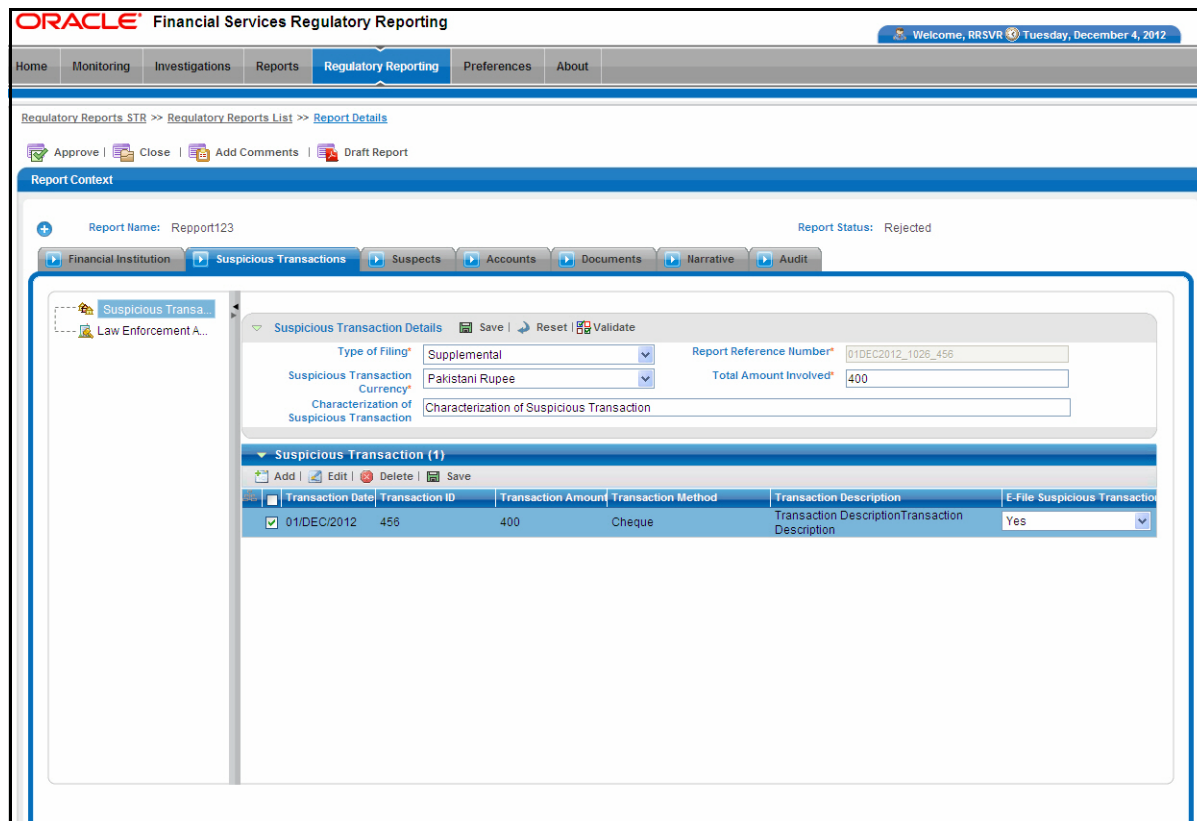 ORACLE® Financial Services Regulatory Reporting
Welcome, RRSVR Tuesday, December 4, 2012
Home Monitoring Investigations Reports Regulatory Reporting Preferences About
Regulatory Reports STR >> Regulatory Reports List >> Report Details
Approve | Close | Add Comments | Draft Report
Report Context
Report Name: Repport123 Report Status: Rejected
Financial Institution Suspicious Transactions Suspects Accounts Documents Narrative Audit
Suspicious Transa...
Law Enforcement A...
Suspicious Transaction Details Save | Reset | Validate
Type of Filing* Supplemental Report Reference Number* 01DEC2012_1026_456
Suspicious Transaction Currency* Pakistani Rupee Total Amount Involved* 400
Characterization of Suspicious Transaction Characterization of Suspicious Transaction
Suspicious Transaction (1)
Add | Edit | Delete | Save
Transaction Date Transaction ID Transaction Amount Transaction Method Transaction Description E-File Suspicious Transaction
01/DEC/2012 456 400 Cheque Transaction DescriptionTransaction Description Yes